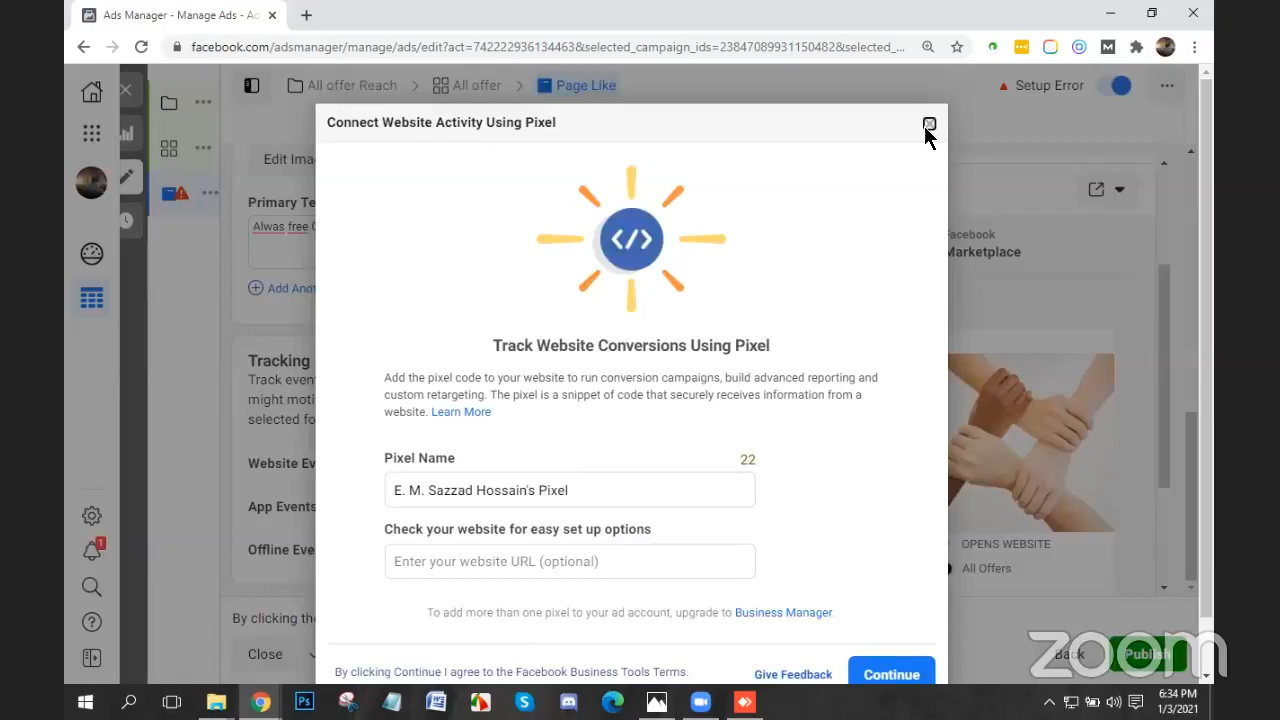 Ads Manager - Manage Ads - Ad
facebook.com/adsmanager/manage/ads/edit?act=742222936134463&selected_campaign_ids=23847089931150482&selected_...
All offer Reach
All offer
Page Like
Setup Error
Connect Website Activity Using Pixel
Edit Ima
Primary Te
Alwas free
Add Ano
Facebook
Marketplace
Track Website Conversions Using Pixel
Add the pixel code to your website to run conversion campaigns, build advanced reporting and
custom retargeting. The pixel is a snippet of code that securely receives information from a
website. Learn More
Tracking
Track even
might moti
selected fo
Pixel Name
22
E. M. Sazzad Hossain's Pixel
Website Ev
App Events
Offline Eve
Check your website for easy set up options
Enter your website URL (optional)
OPENS WEBSITE
All Offers
To add more than one pixel to your ad account, upgrade to Business Manager.
By clicking the
Close
By clicking Continue I agree to the Facebook Business Tools Terms.
Give Feedback
Continue
Back
Publish
zoom
1
6:34 PM
1/3/2021